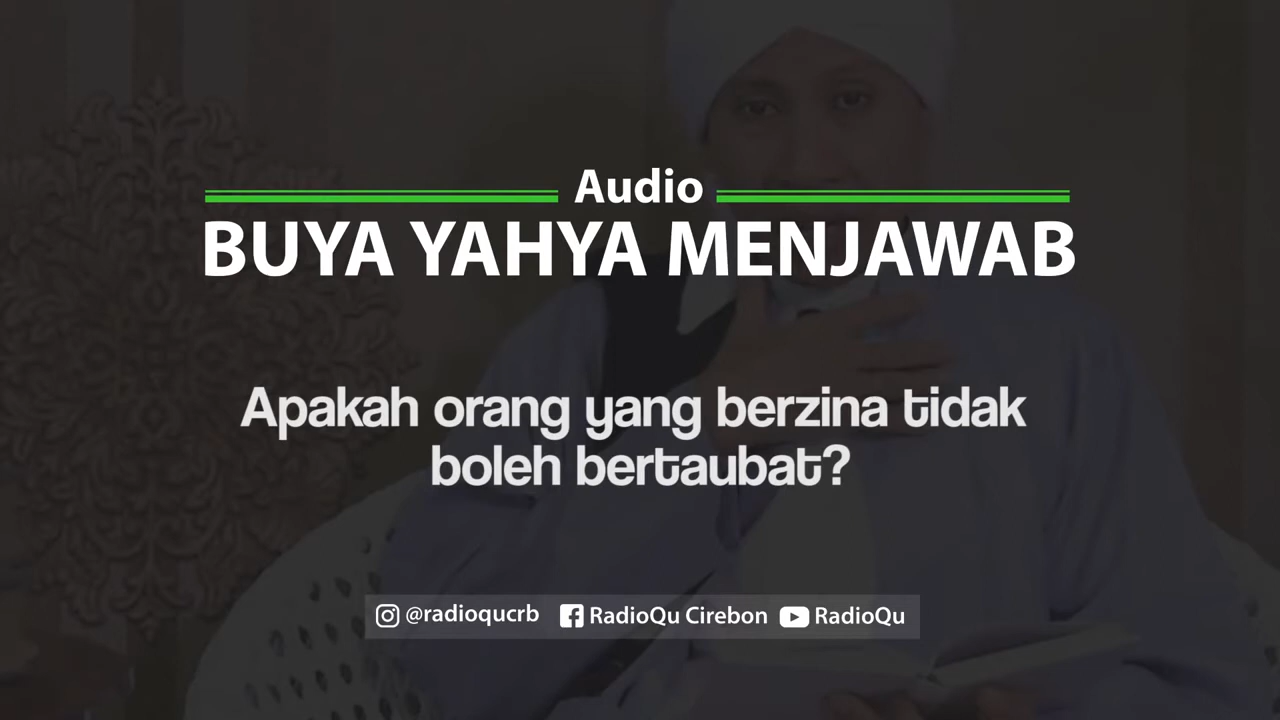 Audio
BUYA YAHYA MENJAWAB
Apakah orang yang berzina tidak
boleh bertaubat?
@radioqucrb RadioQu Cirebon RadioQu